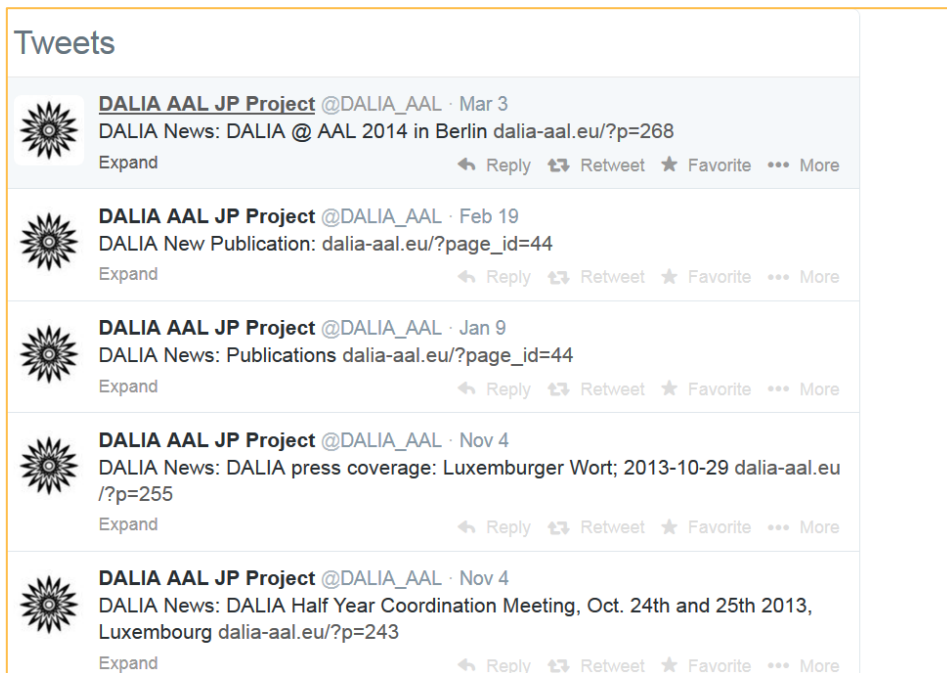 Tweets
DALIA AAL JP Project @DALIA_AAL · Mar 3
DALIA News: DALIA @ AAL 2014 in Berlin dalia-aal.eu/?p=268
Expand Reply Retweet Favorite More
DALIA AAL JP Project @DALIA_AAL · Feb 19
DALIA New Publication: dalia-aal.eu/?page_id=44
Expand Reply Retweet Favorite More
DALIA AAL JP Project @DALIA_AAL · Jan 9
DALIA News: Publications dalia-aal.eu/?page_id=44
Expand Reply Retweet Favorite More
DALIA AAL JP Project @DALIA_AAL · Nov 4
DALIA News: DALIA press coverage: Luxemburger Wort; 2013-10-29 dalia-aal.eu
/?p=255
Expand Reply Retweet Favorite More
DALIA AAL JP Project @DALIA_AAL · Nov 4
DALIA News: DALIA Half Year Coordination Meeting, Oct. 24th and 25th 2013,
Luxembourg dalia-aal.eu/?p=243
Expand Reply Retweet Favorite More